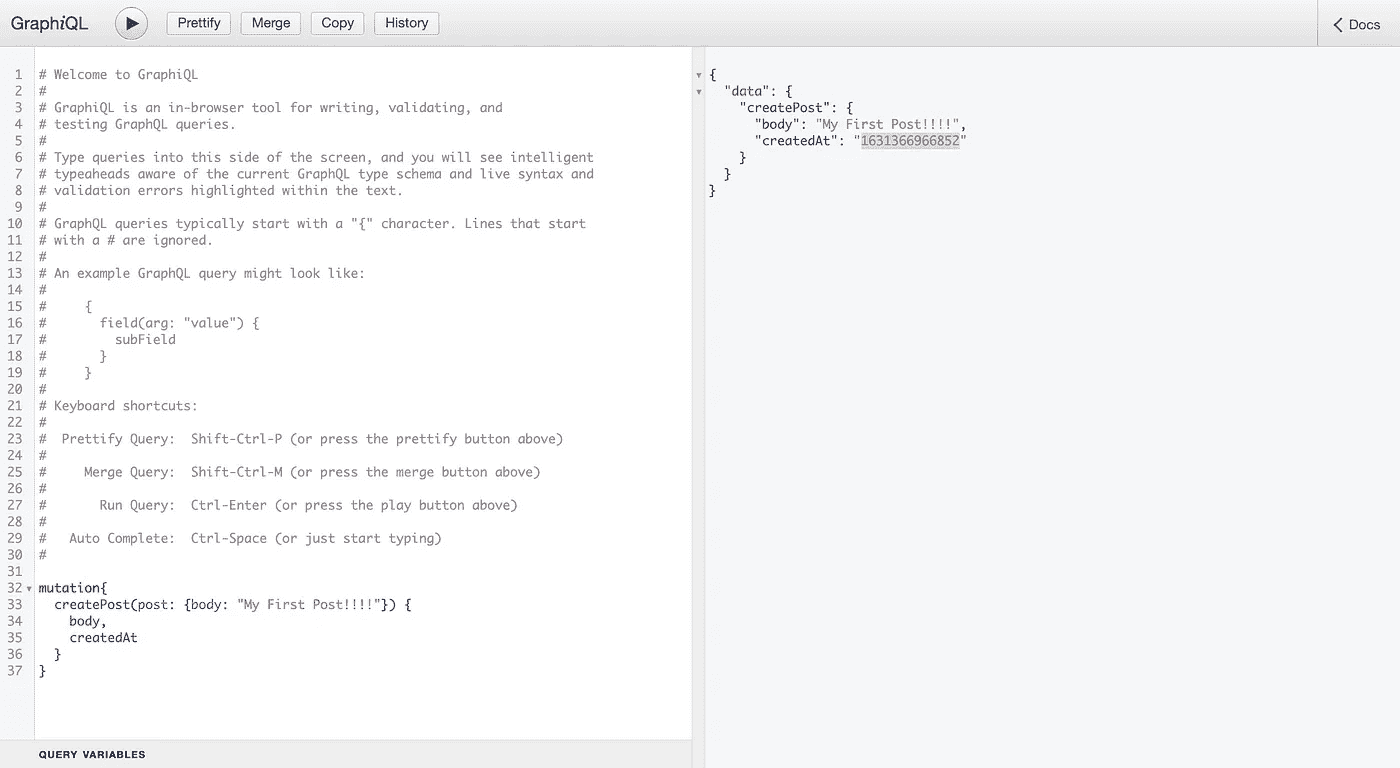 GraphiQL Prettify Merge Copy History Docs
1 # Welcome to GraphiQL
2 #
3 # GraphiQL is an in-browser tool for writing, validating, and
4 # testing GraphQL queries.
5 #
6 # Type queries into this side of the screen, and you will see intelligent
7 # typeaheads aware of the current GraphQL type schema and live syntax and
8 # validation errors highlighted within the text.
9 #
10 # GraphQL queries typically start with a "{" character. Lines that start
11 # with a # are ignored.
12 #
13 # An example GraphQL query might look like:
14 #
15 #     {
16 #       field(arg: "value") {
17 #         subField
18 #       }
19 #     }
20 #
21 # Keyboard shortcuts:
22 #
23 #  Prettify Query:  Shift-Ctrl-P (or press the prettify button above)
24 #
25 #     Merge Query:  Shift-Ctrl-M (or press the merge button above)
26 #
27 #       Run Query:  Ctrl-Enter (or press the play button above)
28 #
29 #   Auto Complete:  Ctrl-Space (or just start typing)
30 #
31
32 mutation{
33   createPost(post: {body: "My First Post!!!!"}) {
34     body,
35     createdAt
36   }
37 }
QUERY VARIABLES
{
  "data": {
    "createPost": {
      "body": "My First Post!!!!",
      "createdAt": "1631366966852"
    }
  }
}